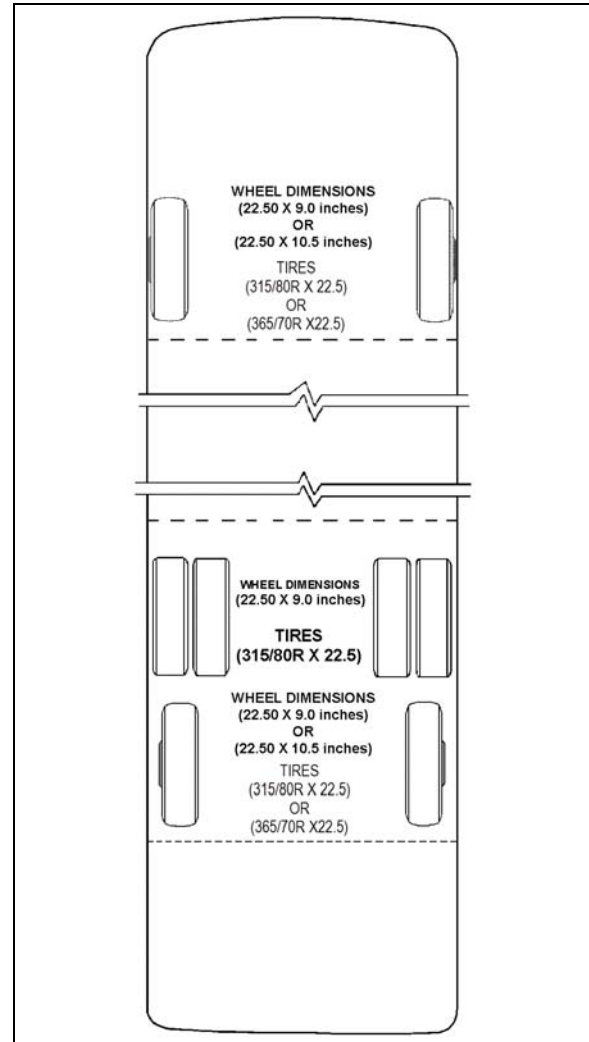 WHEEL DIMENSIONS
(22.50 X 9.0 inches)
OR
(22.50 X 10.5 inches)
TIRES
(315/80R X 22.5)
OR
(365/70R X22.5)
WHEEL DIMENSIONS
(22.50 X 9.0 inches)
TIRES
(315/80R X 22.5)
WHEEL DIMENSIONS
(22.50 X 9.0 inches)
OR
(22.50 X 10.5 inches)
TIRES
(315/80R X 22.5)
OR
(365/70R X22.5)